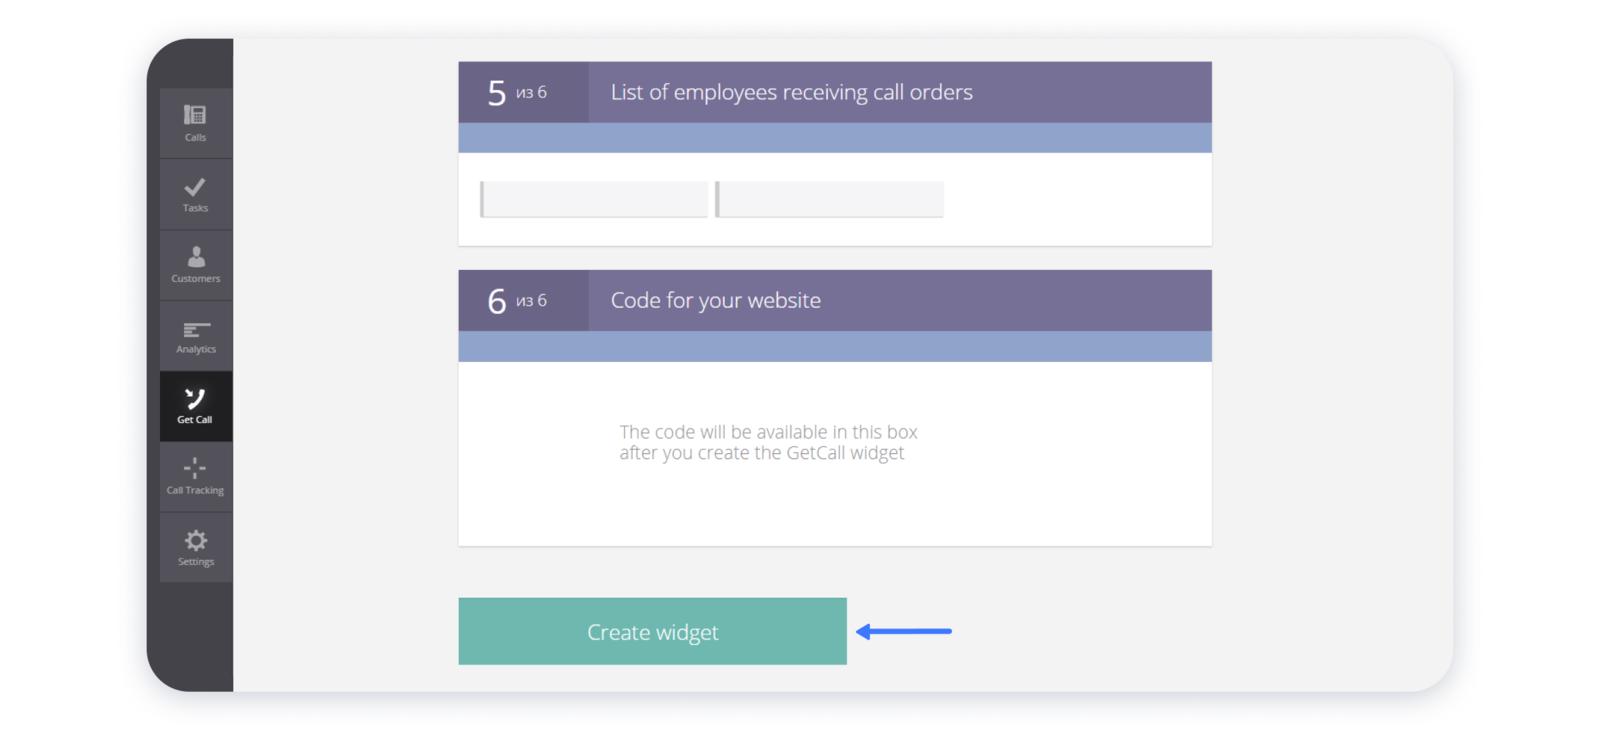 Calls
Tasks
Customers
Analytics
Get Call
Call Tracking
Settings
5 из 6 List of employees receiving call orders
6 из 6 Code for your website
The code will be available in this box
after you create the GetCall widget
Create widget